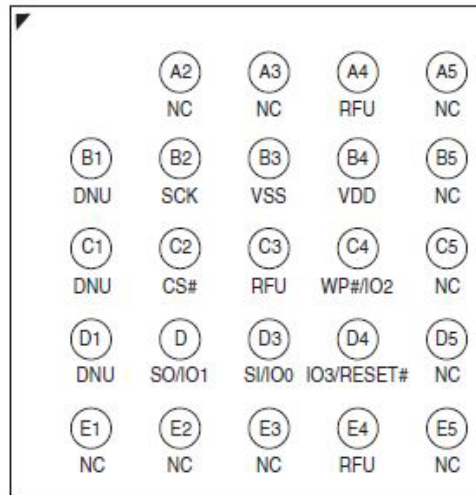 A2 A3 A4 A5
NC NC RFU NC
B1 B2 B3 B4 B5
DNU SCK VSS VDD NC
C1 C2 C3 C4 C5
DNU CS# RFU WP#/IO2 NC
D1 D D3 D4 D5
DNU SO/IO1 SI/IO0 IO3/RESET# NC
E1 E2 E3 E4 E5
NC NC NC RFU NC